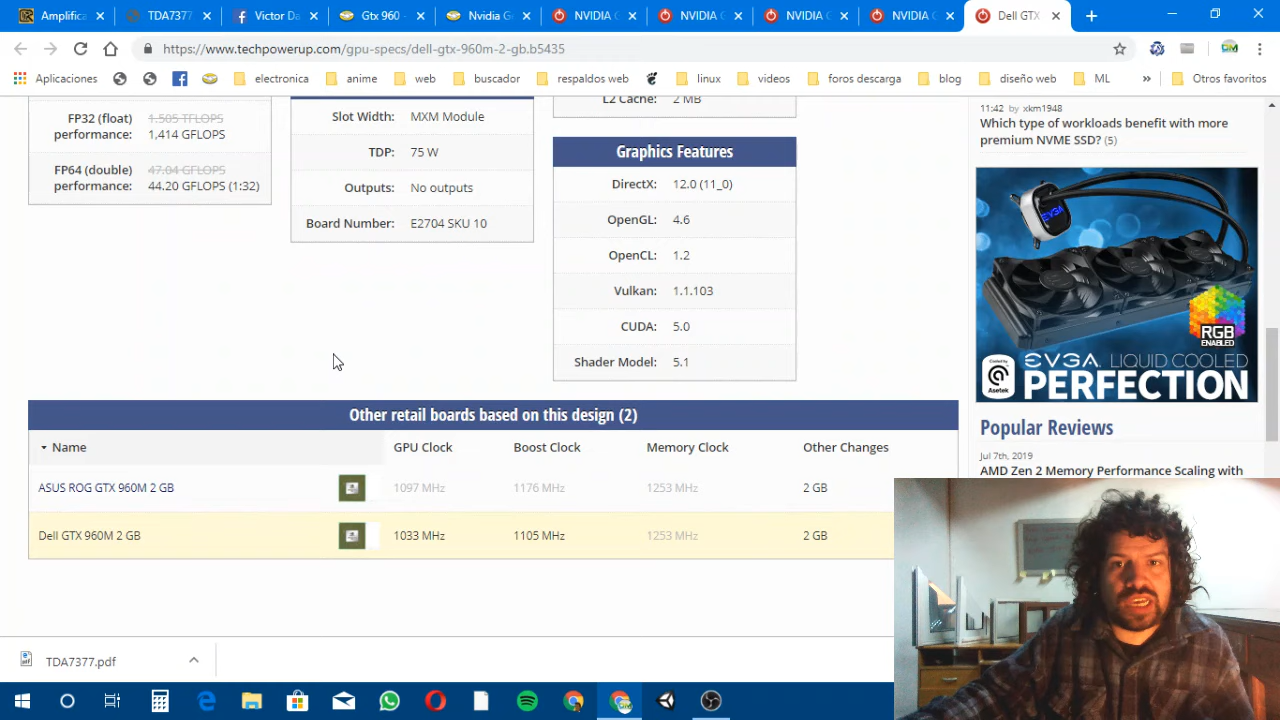 Amplifica
TDA7377
Victor Da
Gtx 960 -
Nvidia Ge
NVIDIA G
NVIDIA G
NVIDIA G
NVIDIA G
Dell GTX
https://www.techpowerup.com/gpu-specs/dell-gtx-960m-2-gb.b5435
Aplicaciones
electronica
anime
web
buscador
respaldos web
linux
videos
foros descarga
blog
diseño web
ML
»
Otros favoritos
FP32 (float) performance:
1.505 TFLOPS
1,414 GFLOPS
FP64 (double) performance:
47.04 GFLOPS
44.20 GFLOPS (1:32)
Slot Width: MXM Module
TDP: 75 W
Outputs: No outputs
Board Number: E2704 SKU 10
L2 Cache: 2 MB
Graphics Features
DirectX: 12.0 (11_0)
OpenGL: 4.6
OpenCL: 1.2
Vulkan: 1.1.103
CUDA: 5.0
Shader Model: 5.1
11:42 by xkm1948
Which type of workloads benefit with more
premium NVME SSD? (5)
EVGA
RGB
ENABLED
Asetek
EVGA LIQUID COOLED
PERFECTION
Popular Reviews
Jul 7th, 2019
AMD Zen 2 Memory Performance Scaling with
Other retail boards based on this design (2)
Name GPU Clock Boost Clock Memory Clock Other Changes
ASUS ROG GTX 960M 2 GB 1097 MHz 1176 MHz 1253 MHz 2 GB
Dell GTX 960M 2 GB 1033 MHz 1105 MHz 1253 MHz 2 GB
TDA7377.pdf